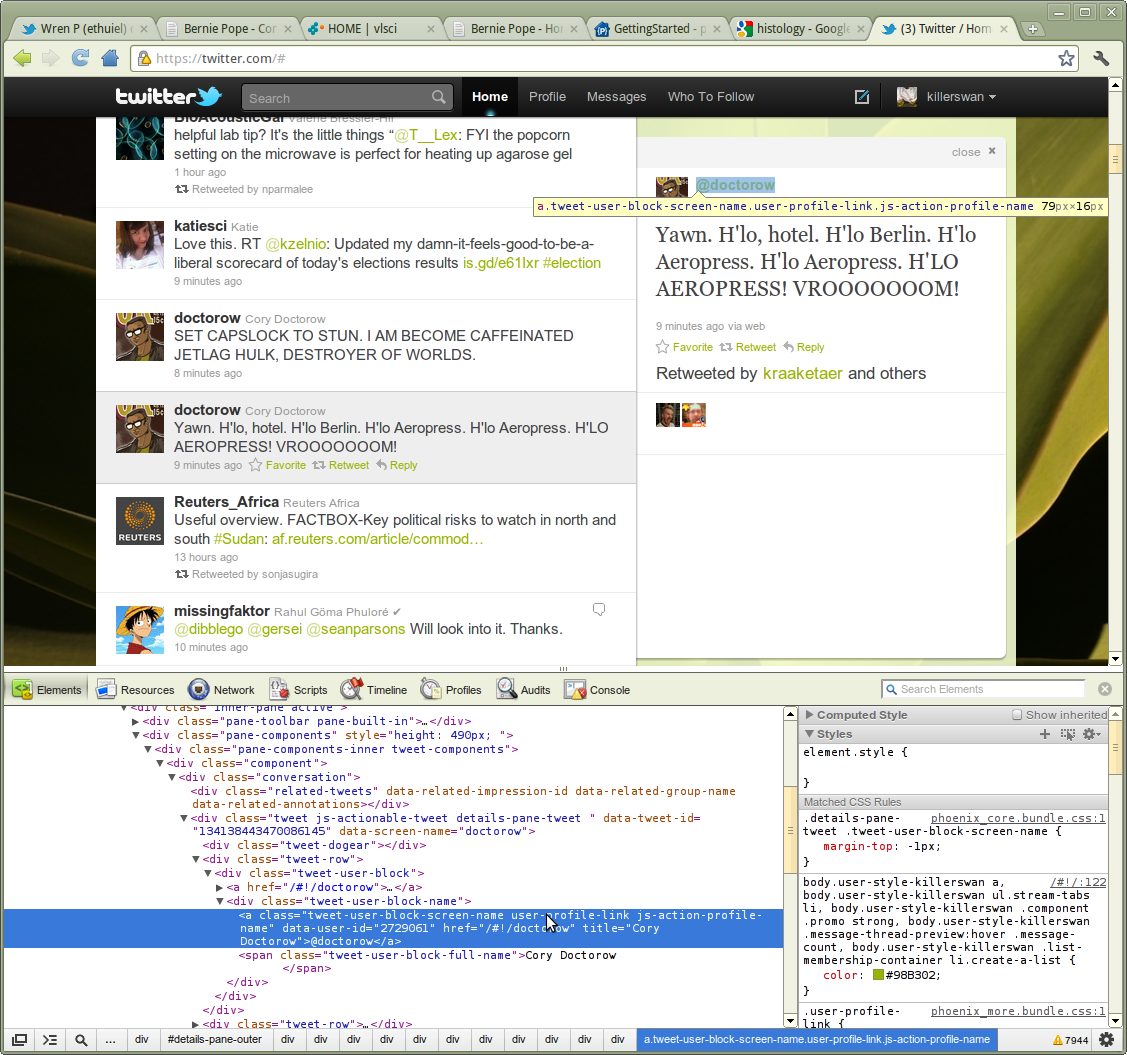 Wren P (ethuiel)
Bernie Pope - Con
HOME | vlsci
Bernie Pope - Ho
GettingStarted - p
histology - Google
(3) Twitter / Hom
https://twitter.com/#
twitter
Search
Home
Profile
Messages
Who To Follow
killerswan
BioAcousticGal Valerie Bressler-Hill
helpful lab tip? It's the little things “@T__Lex: FYI the popcorn
setting on the microwave is perfect for heating up agarose gel
1 hour ago
Retweeted by nparmalee
katiesci Katie
Love this. RT @kzelnio: Updated my damn-it-feels-good-to-be-a-
liberal scorecard of today's elections results is.gd/e61Ixr #election
9 minutes ago
doctorow Cory Doctorow
SET CAPSLOCK TO STUN. I AM BECOME CAFFEINATED
JETLAG HULK, DESTROYER OF WORLDS.
8 minutes ago
doctorow Cory Doctorow
Yawn. H'lo, hotel. H'lo Berlin. H'lo Aeropress. H'lo Aeropress. H'LO
AEROPRESS! VROOOOOOOM!
9 minutes ago Favorite Retweet Reply
REUTERS
Reuters_Africa Reuters Africa
Useful overview. FACTBOX-Key political risks to watch in north and
south #Sudan: af.reuters.com/article/commod…
13 hours ago
Retweeted by sonjasugira
missingfaktor Rahul Göma Phuloré ✔
@dibblego @gersei @seanparsons Will look into it. Thanks.
10 minutes ago
close ×
@doctorow
a.tweet-user-block-screen-name.user-profile-link.js-action-profile-name 79px×16px
Yawn. H'lo, hotel. H'lo Berlin. H'lo
Aeropress. H'lo Aeropress. H'LO
AEROPRESS! VROOOOOOOM!
9 minutes ago via web
Favorite Retweet Reply
Retweeted by kraaketaer and others
Elements
Resources
Network
Scripts
Timeline
Profiles
Audits
Console
Search Elements
<div class="inner-pane active">
<div class="pane-toolbar pane-built-in">…</div>
<div class="pane-components" style="height: 490px; ">
<div class="pane-components-inner tweet-components">
<div class="component">
<div class="conversation">
<div class="related-tweets" data-related-impression-id data-related-group-name
data-related-annotations></div>
<div class="tweet js-actionable-tweet details-pane-tweet " data-tweet-id=
"134138443470086145" data-screen-name="doctorow">
<div class="tweet-dogear"></div>
<div class="tweet-row">
<div class="tweet-user-block">
<a href="/#!/doctorow">…</a>
<div class="tweet-user-block-name">
<a class="tweet-user-block-screen-name user-profile-link js-action-profile-
name" data-user-id="2729061" href="/#!/doctorow" title="Cory
Doctorow">@doctorow</a>
<span class="tweet-user-block-full-name">Cory Doctorow
</span>
</div>
</div>
</div>
<div class="tweet-row">…</div>
Computed Style
Show inherited
Styles
element.style {
}
Matched CSS Rules
.details-pane- phoenix_core.bundle.css:1
tweet .tweet-user-block-screen-name {
margin-top: -1px;
}
body.user-style-killerswan a, /#!/:122
body.user-style-killerswan ul.stream-tabs
li, body.user-style-killerswan .component
.promo strong, body.user-style-killerswan
.message-thread-preview:hover .message-
count, body.user-style-killerswan .list-
membership-container li.create-a-list {
color: #98B302;
}
.user-profile- phoenix_more.bundle.css:1
link {
... div #details-pane-outer div div div div div div div div div div div a.tweet-user-block-screen-name.user-profile-link.js-action-profile-name
7944